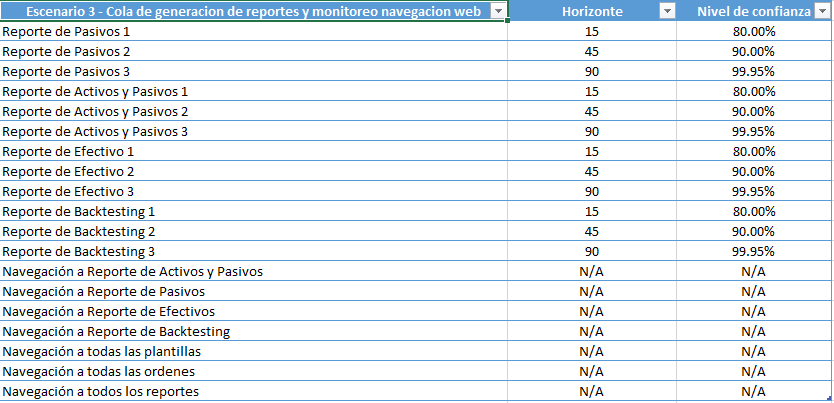 Escenario 3 - Cola de generacion de reportes y monitoreo navegacion web Horizonte Nivel de confianza
Reporte de Pasivos 1 15 80.00%
Reporte de Pasivos 2 45 90.00%
Reporte de Pasivos 3 90 99.95%
Reporte de Activos y Pasivos 1 15 80.00%
Reporte de Activos y Pasivos 2 45 90.00%
Reporte de Activos y Pasivos 3 90 99.95%
Reporte de Efectivo 1 15 80.00%
Reporte de Efectivo 2 45 90.00%
Reporte de Efectivo 3 90 99.95%
Reporte de Backtesting 1 15 80.00%
Reporte de Backtesting 2 45 90.00%
Reporte de Backtesting 3 90 99.95%
Navegación a Reporte de Activos y Pasivos N/A N/A
Navegación a Reporte de Pasivos N/A N/A
Navegación a Reporte de Efectivos N/A N/A
Navegación a Reporte de Backtesting N/A N/A
Navegación a todas las plantillas N/A N/A
Navegación a todas las ordenes N/A N/A
Navegación a todos los reportes N/A N/A